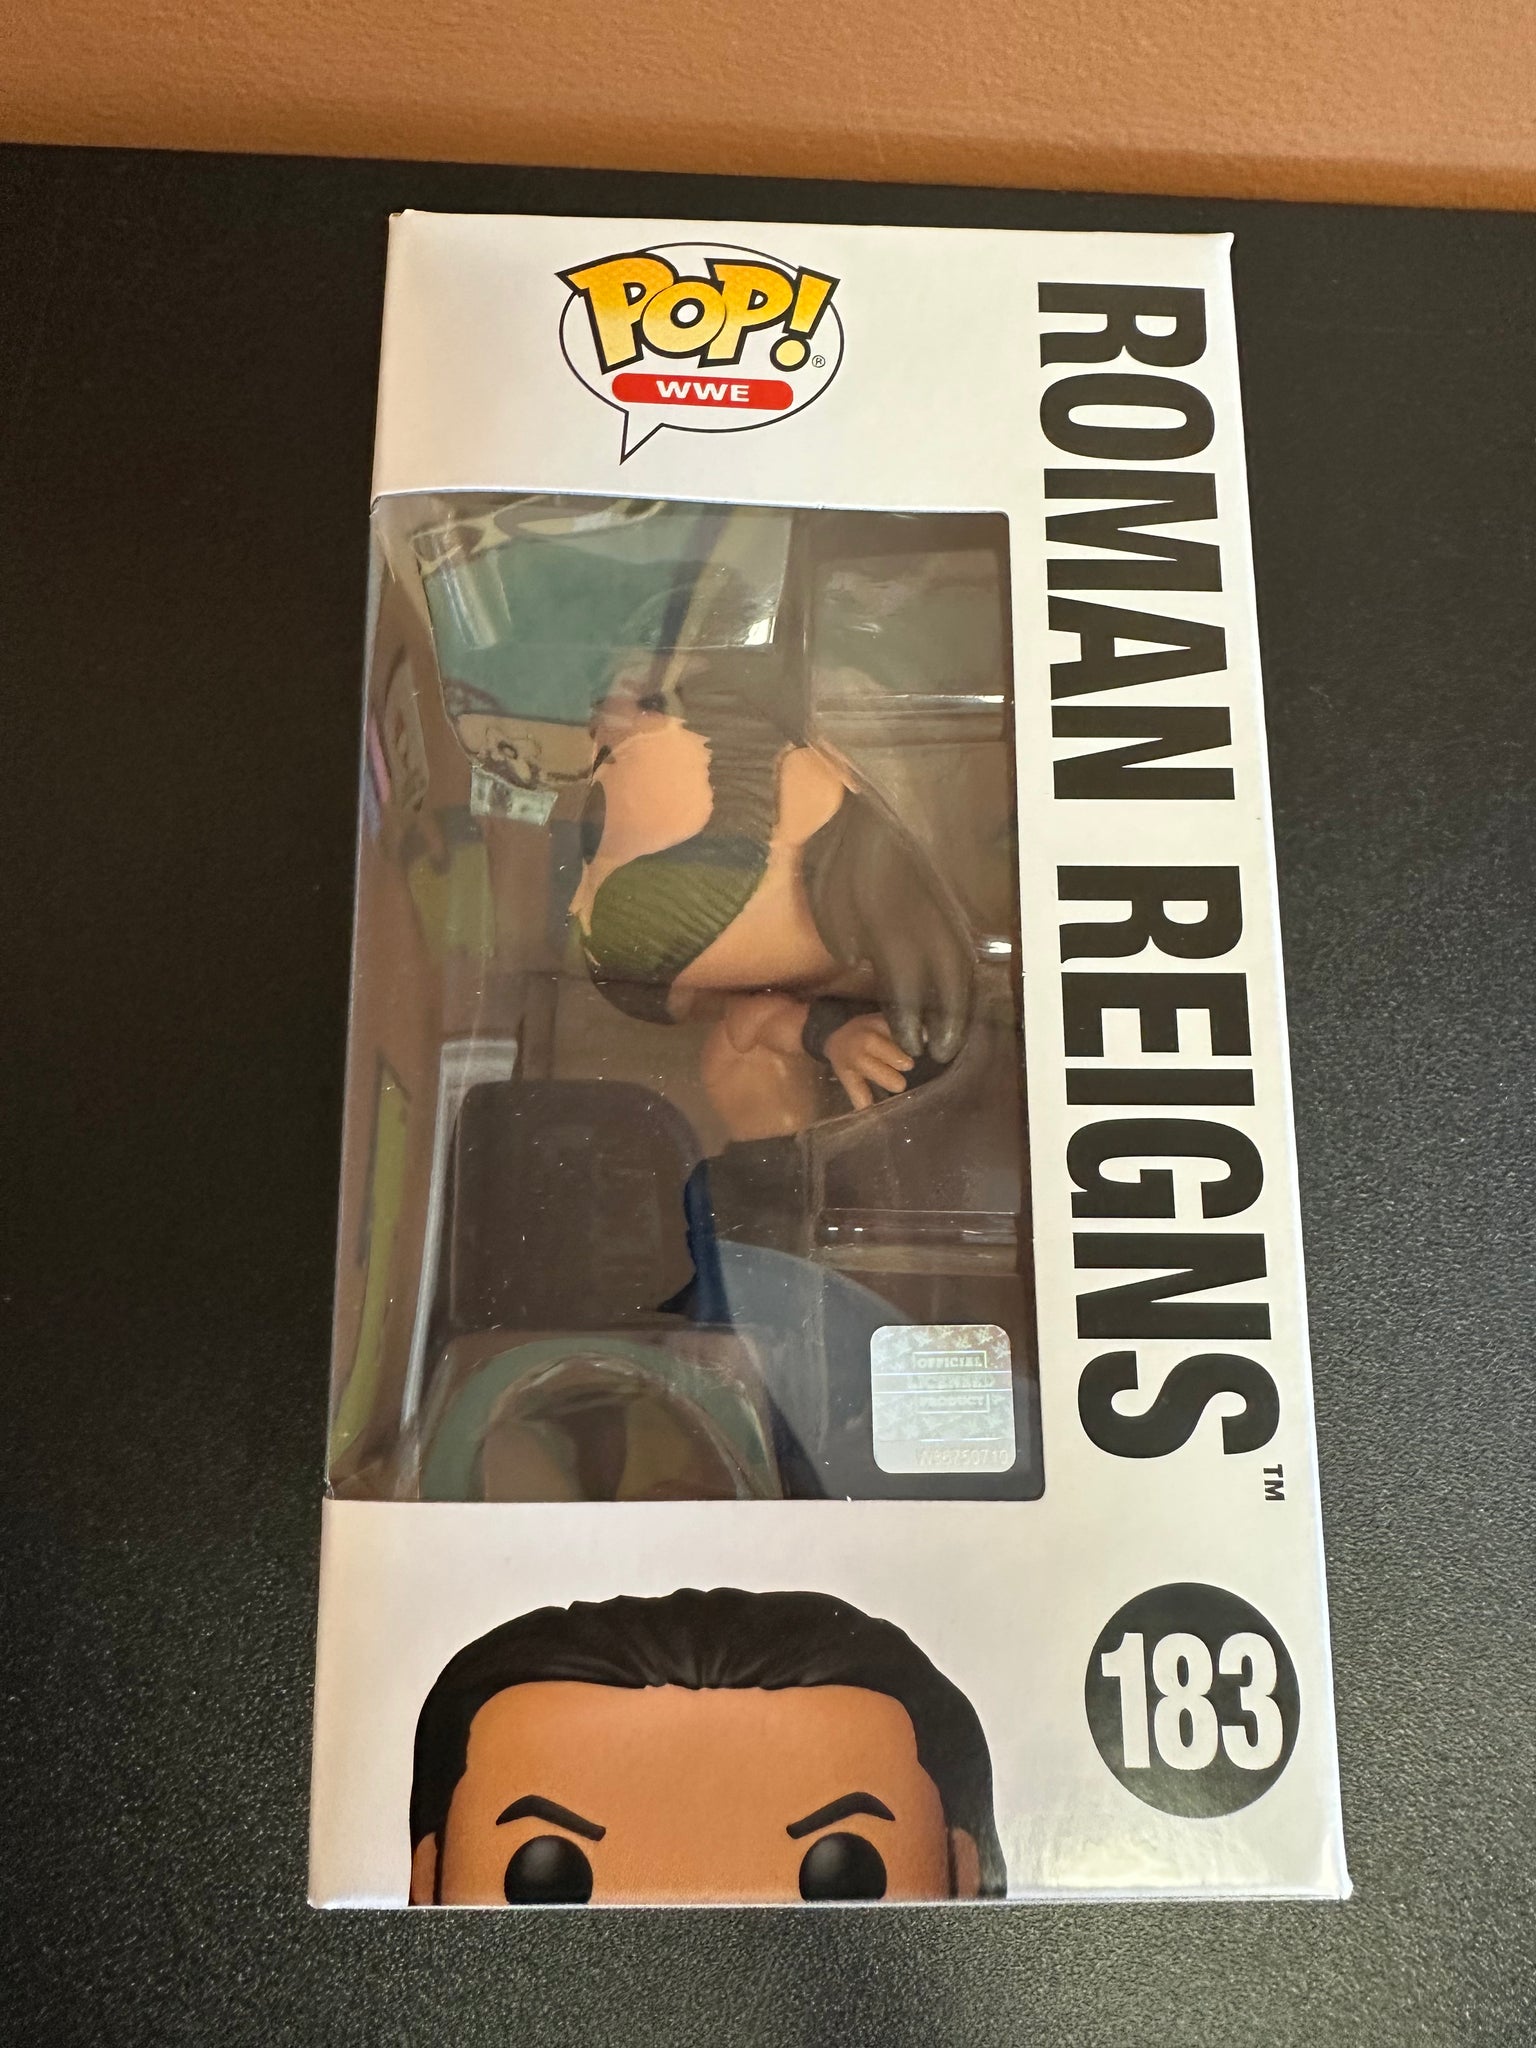 POP!®
WWE
ROMAN REIGNS™
OFFICIAL
LICENSED
PRODUCT
183